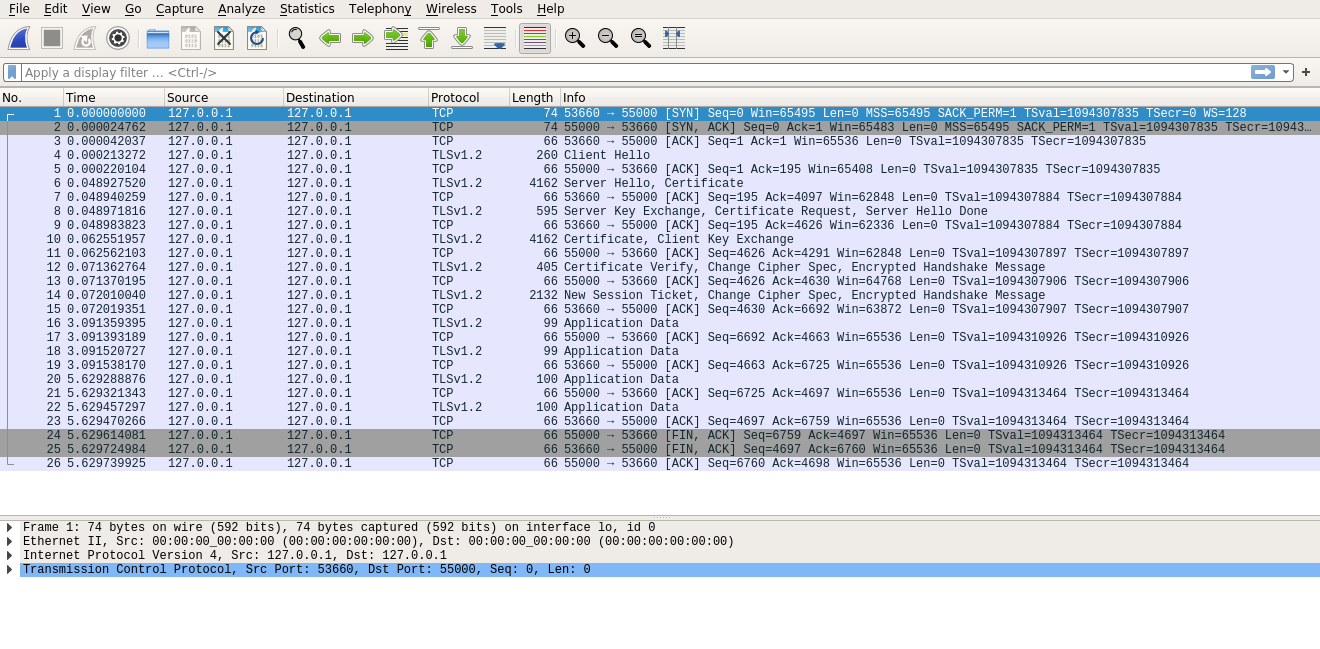 File Edit View Go Capture Analyze Statistics Telephony Wireless Tools Help
Apply a display filter … <Ctrl-/>
No. Time Source Destination Protocol Length Info
1 0.000000000 127.0.0.1 127.0.0.1 TCP 74 53660 → 55000 [SYN] Seq=0 Win=65495 Len=0 MSS=65495 SACK_PERM=1 TSval=1094307835 TSecr=0 WS=128
2 0.000024762 127.0.0.1 127.0.0.1 TCP 74 55000 → 53660 [SYN, ACK] Seq=0 Ack=1 Win=65483 Len=0 MSS=65495 SACK_PERM=1 TSval=1094307835 TSecr=10943…
3 0.000042037 127.0.0.1 127.0.0.1 TCP 66 53660 → 55000 [ACK] Seq=1 Ack=1 Win=65536 Len=0 TSval=1094307835 TSecr=1094307835
4 0.000213272 127.0.0.1 127.0.0.1 TLSv1.2 260 Client Hello
5 0.000220104 127.0.0.1 127.0.0.1 TCP 66 55000 → 53660 [ACK] Seq=1 Ack=195 Win=65408 Len=0 TSval=1094307835 TSecr=1094307835
6 0.048927520 127.0.0.1 127.0.0.1 TLSv1.2 4162 Server Hello, Certificate
7 0.048940259 127.0.0.1 127.0.0.1 TCP 66 53660 → 55000 [ACK] Seq=195 Ack=4097 Win=62848 Len=0 TSval=1094307884 TSecr=1094307884
8 0.048971816 127.0.0.1 127.0.0.1 TLSv1.2 595 Server Key Exchange, Certificate Request, Server Hello Done
9 0.048983823 127.0.0.1 127.0.0.1 TCP 66 53660 → 55000 [ACK] Seq=195 Ack=4626 Win=62336 Len=0 TSval=1094307884 TSecr=1094307884
10 0.062551957 127.0.0.1 127.0.0.1 TLSv1.2 4162 Certificate, Client Key Exchange
11 0.062562103 127.0.0.1 127.0.0.1 TCP 66 55000 → 53660 [ACK] Seq=4626 Ack=4291 Win=62848 Len=0 TSval=1094307897 TSecr=1094307897
12 0.071362764 127.0.0.1 127.0.0.1 TLSv1.2 405 Certificate Verify, Change Cipher Spec, Encrypted Handshake Message
13 0.071370195 127.0.0.1 127.0.0.1 TCP 66 55000 → 53660 [ACK] Seq=4626 Ack=4630 Win=64768 Len=0 TSval=1094307906 TSecr=1094307906
14 0.072010040 127.0.0.1 127.0.0.1 TLSv1.2 2132 New Session Ticket, Change Cipher Spec, Encrypted Handshake Message
15 0.072019351 127.0.0.1 127.0.0.1 TCP 66 53660 → 55000 [ACK] Seq=4630 Ack=6692 Win=63872 Len=0 TSval=1094307907 TSecr=1094307907
16 3.091359395 127.0.0.1 127.0.0.1 TLSv1.2 99 Application Data
17 3.091393189 127.0.0.1 127.0.0.1 TCP 66 55000 → 53660 [ACK] Seq=6692 Ack=4663 Win=65536 Len=0 TSval=1094310926 TSecr=1094310926
18 3.091520727 127.0.0.1 127.0.0.1 TLSv1.2 99 Application Data
19 3.091538170 127.0.0.1 127.0.0.1 TCP 66 53660 → 55000 [ACK] Seq=4663 Ack=6725 Win=65536 Len=0 TSval=1094310926 TSecr=1094310926
20 5.629288876 127.0.0.1 127.0.0.1 TLSv1.2 100 Application Data
21 5.629321343 127.0.0.1 127.0.0.1 TCP 66 55000 → 53660 [ACK] Seq=6725 Ack=4697 Win=65536 Len=0 TSval=1094313464 TSecr=1094313464
22 5.629457297 127.0.0.1 127.0.0.1 TLSv1.2 100 Application Data
23 5.629470266 127.0.0.1 127.0.0.1 TCP 66 53660 → 55000 [ACK] Seq=4697 Ack=6759 Win=65536 Len=0 TSval=1094313464 TSecr=1094313464
24 5.629614081 127.0.0.1 127.0.0.1 TCP 66 55000 → 53660 [FIN, ACK] Seq=6759 Ack=4697 Win=65536 Len=0 TSval=1094313464 TSecr=1094313464
25 5.629724984 127.0.0.1 127.0.0.1 TCP 66 53660 → 55000 [FIN, ACK] Seq=4697 Ack=6760 Win=65536 Len=0 TSval=1094313464 TSecr=1094313464
26 5.629739925 127.0.0.1 127.0.0.1 TCP 66 55000 → 53660 [ACK] Seq=6760 Ack=4698 Win=65536 Len=0 TSval=1094313464 TSecr=1094313464
Frame 1: 74 bytes on wire (592 bits), 74 bytes captured (592 bits) on interface lo, id 0
Ethernet II, Src: 00:00:00_00:00:00 (00:00:00:00:00:00), Dst: 00:00:00_00:00:00 (00:00:00:00:00:00)
Internet Protocol Version 4, Src: 127.0.0.1, Dst: 127.0.0.1
Transmission Control Protocol, Src Port: 53660, Dst Port: 55000, Seq: 0, Len: 0